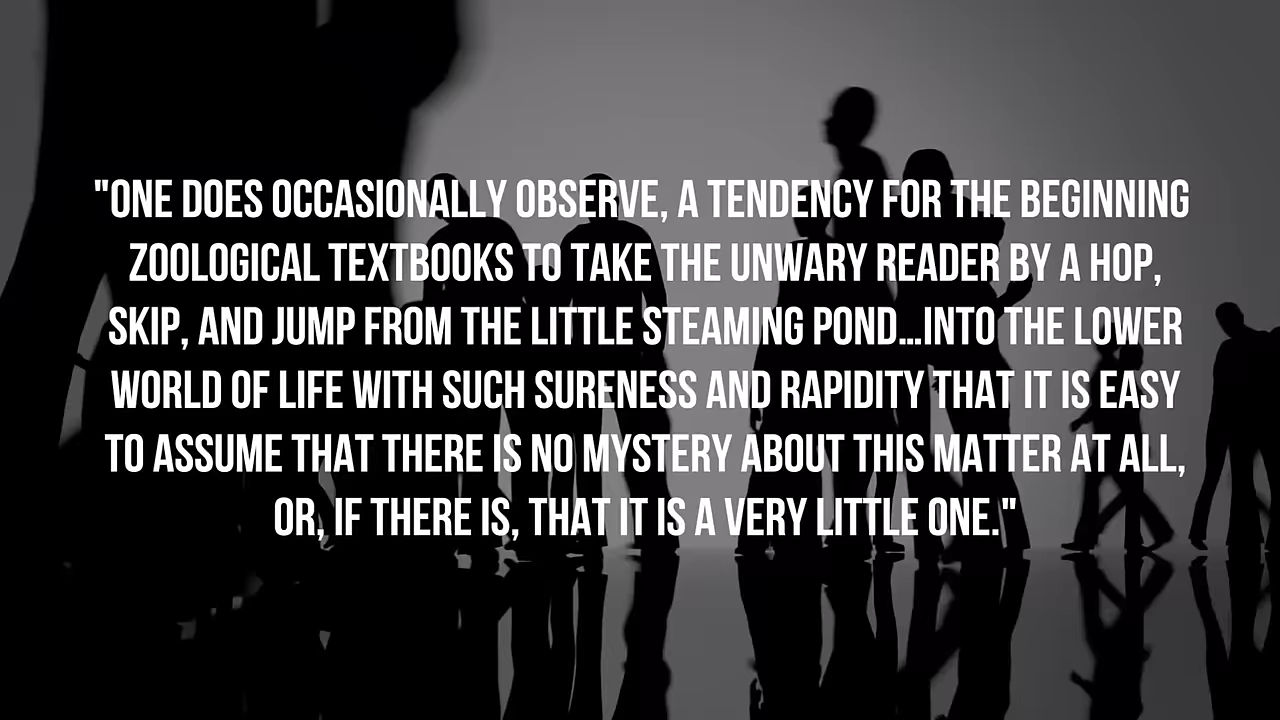 "ONE DOES OCCASIONALLY OBSERVE, A TENDENCY FOR THE BEGINNING
ZOOLOGICAL TEXTBOOKS TO TAKE THE UNWARY READER BY A HOP,
SKIP, AND JUMP FROM THE LITTLE STEAMING POND...INTO THE LOWER
WORLD OF LIFE WITH SUCH SURENESS AND RAPIDITY THAT IT IS EASY
TO ASSUME THAT THERE IS NO MYSTERY ABOUT THIS MATTER AT ALL,
OR, IF THERE IS, THAT IT IS A VERY LITTLE ONE."